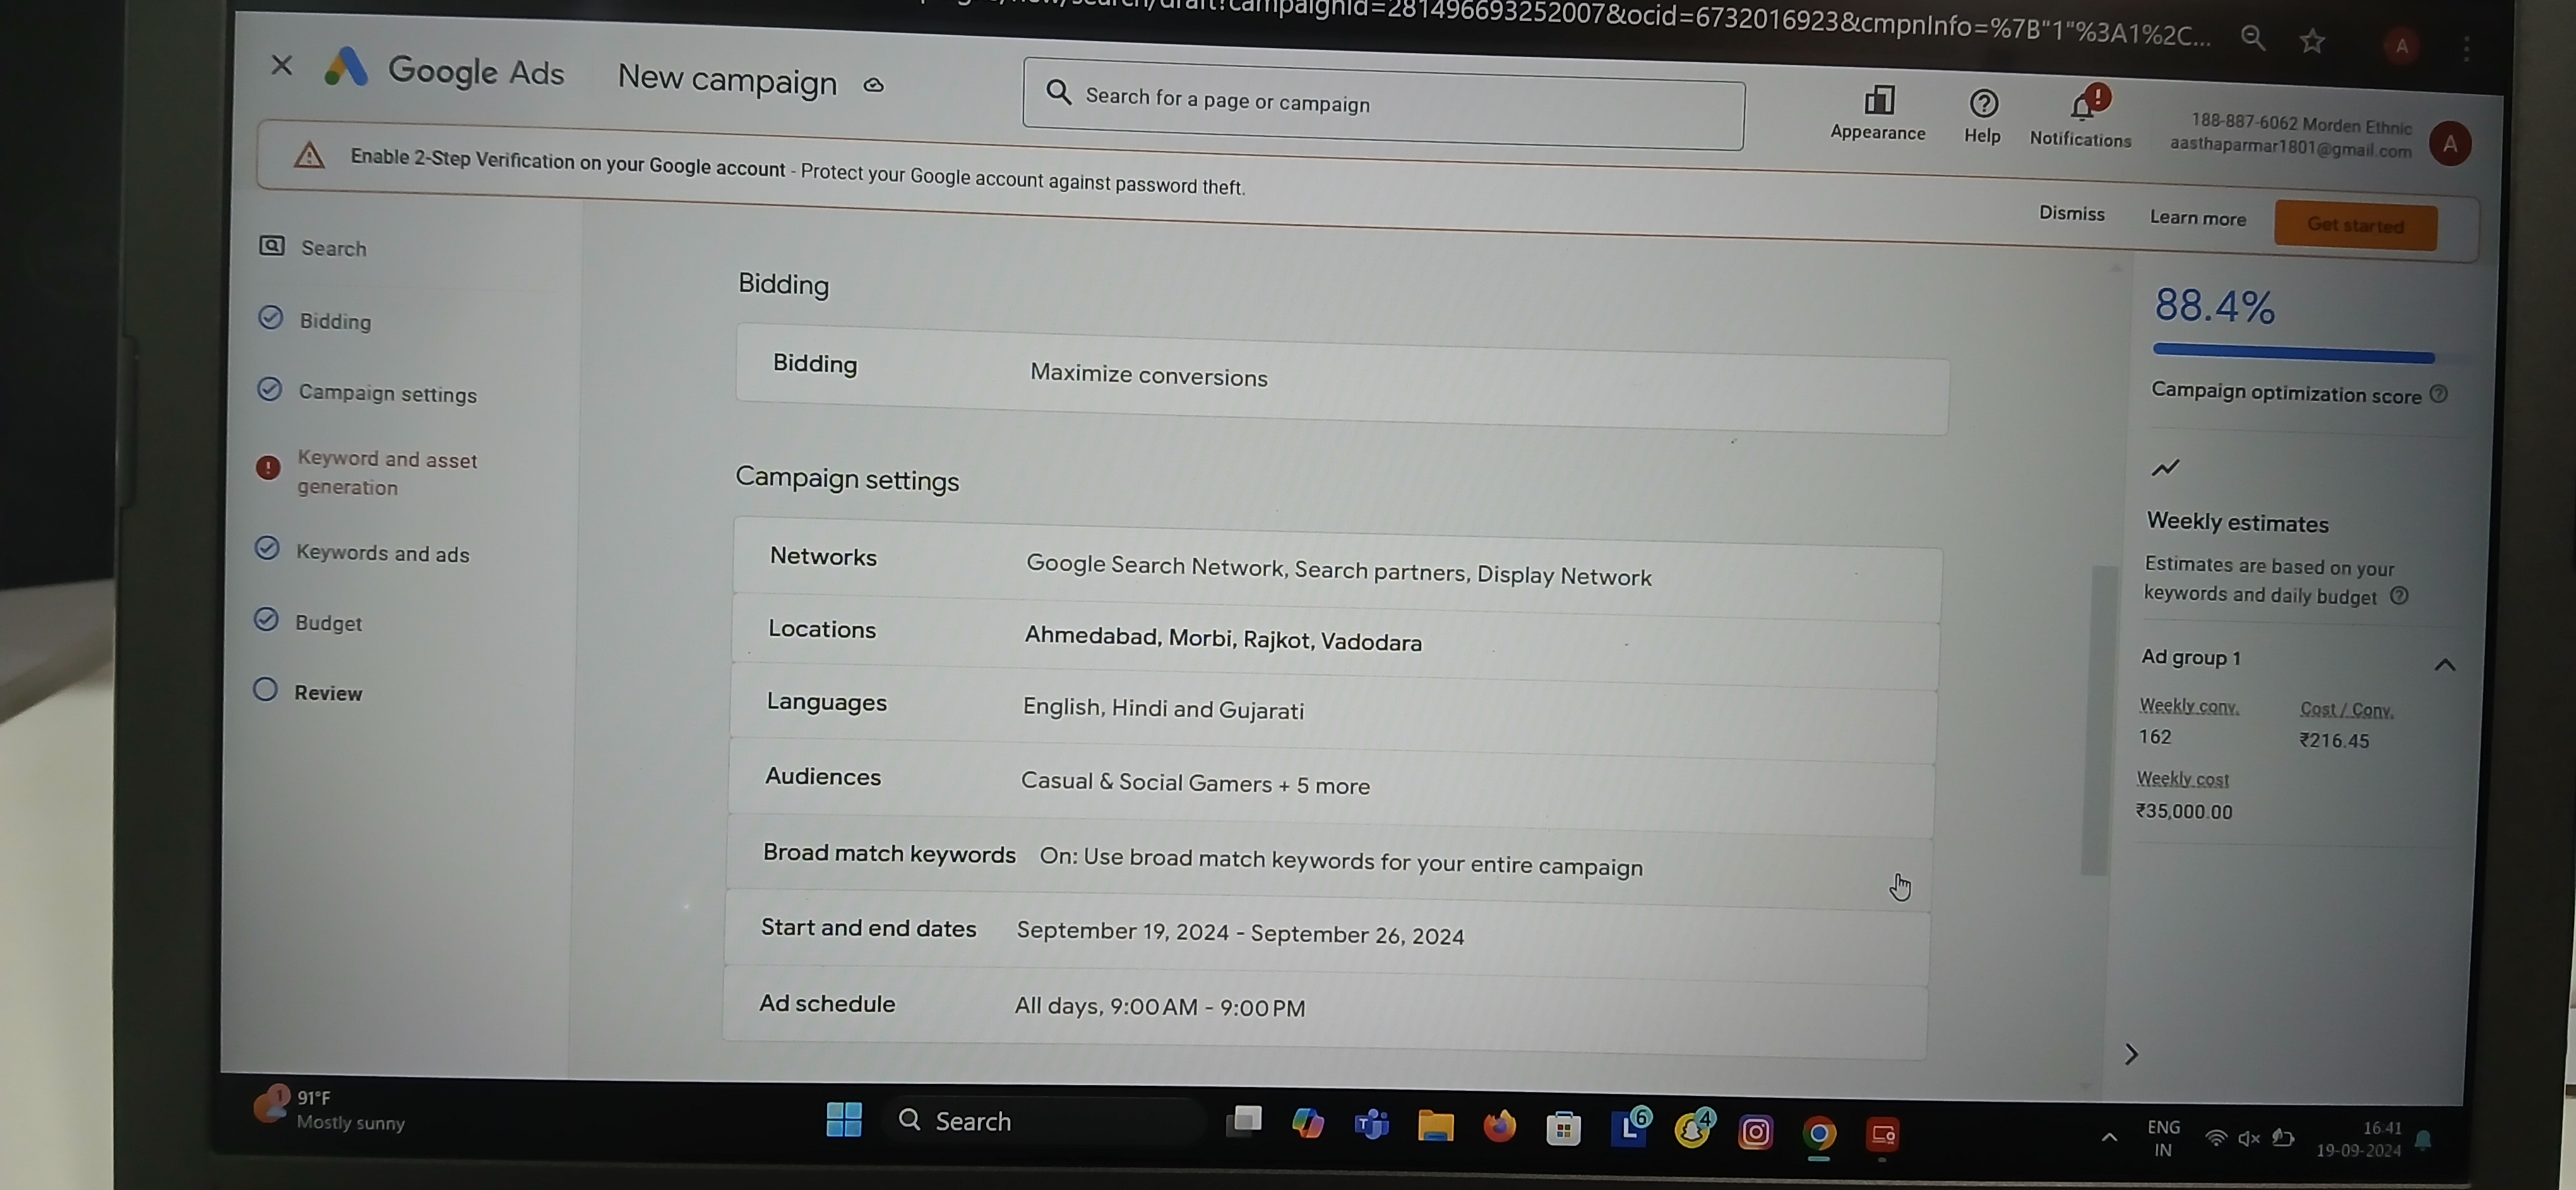 /search/draft?campaignId=281496693252007&ocid=6732016923&cmpnInfo=%7B"1"%3A1%2C...
Google Ads
New campaign
Search for a page or campaign
Appearance
Help
Notifications
188-887-6062 Morden Ethnic
aasthaparmar1801@gmail.com
A
A
Enable 2-Step Verification on your Google account - Protect your Google account against password theft.
Dismiss
Learn more
Get started
Search
Bidding
Campaign settings
Keyword and asset
generation
Keywords and ads
Budget
Review
Bidding
Bidding Maximize conversions
Campaign settings
Networks Google Search Network, Search partners, Display Network
Locations Ahmedabad, Morbi, Rajkot, Vadodara
Languages English, Hindi and Gujarati
Audiences Casual & Social Gamers + 5 more
Broad match keywords On: Use broad match keywords for your entire campaign
Start and end dates September 19, 2024 - September 26, 2024
Ad schedule All days, 9:00 AM - 9:00 PM
88.4%
Campaign optimization score
Weekly estimates
Estimates are based on your
keywords and daily budget
Ad group 1
Weekly conv. Cost / Conv.
162 ₹216.45
Weekly cost
₹35,000.00
1
91°F
Mostly sunny
Search
T
L
6
4
ENG
IN
16:41
19-09-2024